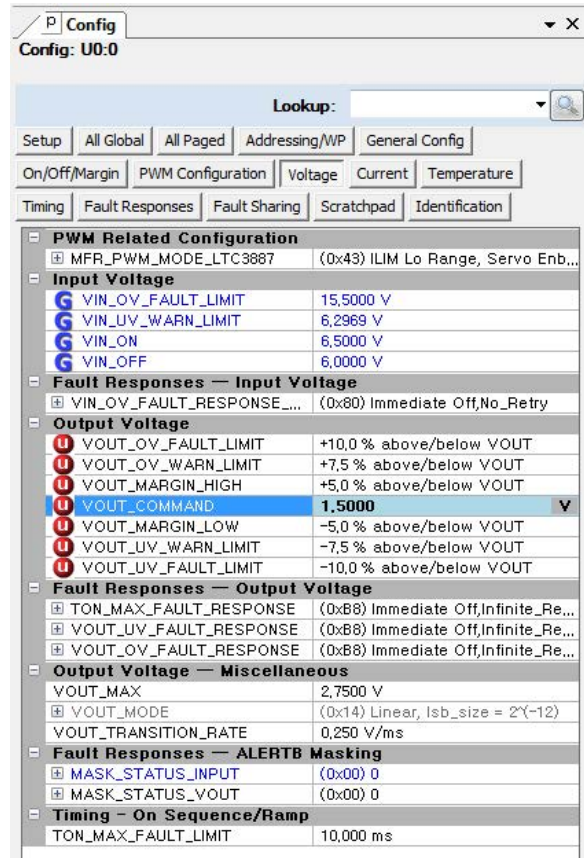 Config
Config: U0:0
Lookup:
Setup All Global All Paged Addressing/WP General Config
On/Off/Margin PWM Configuration Voltage Current Temperature
Timing Fault Responses Fault Sharing Scratchpad Identification
PWM Related Configuration
MFR_PWM_MODE_LTC3887 (0x43) ILIM Lo Range, Servo Enb...
Input Voltage
G VIN_OV_FAULT_LIMIT 15,5000 V
G VIN_UV_WARN_LIMIT 6,2969 V
G VIN_ON 6,5000 V
G VIN_OFF 6,0000 V
Fault Responses — Input Voltage
VIN_OV_FAULT_RESPONSE_... (0x80) Immediate Off,No_Retry
Output Voltage
u VOUT_OV_FAULT_LIMIT +10,0 % above/below VOUT
u VOUT_OV_WARN_LIMIT +7,5 % above/below VOUT
u VOUT_MARGIN_HIGH +5,0 % above/below VOUT
u VOUT_COMMAND 1,5000 V
u VOUT_MARGIN_LOW −5,0 % above/below VOUT
u VOUT_UV_WARN_LIMIT −7,5 % above/below VOUT
u VOUT_UV_FAULT_LIMIT −10,0 % above/below VOUT
Fault Responses — Output Voltage
TON_MAX_FAULT_RESPONSE (0xB8) Immediate Off,Infinite_Re...
VOUT_UV_FAULT_RESPONSE (0xB8) Immediate Off,Infinite_Re...
VOUT_OV_FAULT_RESPONSE (0xB8) Immediate Off,Infinite_Re...
Output Voltage — Miscellaneous
VOUT_MAX 2,7500 V
VOUT_MODE (0x14) Linear, lsb_size = 2^(-12)
VOUT_TRANSITION_RATE 0,250 V/ms
Fault Responses — ALERTB Masking
MASK_STATUS_INPUT (0x00) 0
MASK_STATUS_VOUT (0x00) 0
Timing - On Sequence/Ramp
TON_MAX_FAULT_LIMIT 10,000 ms